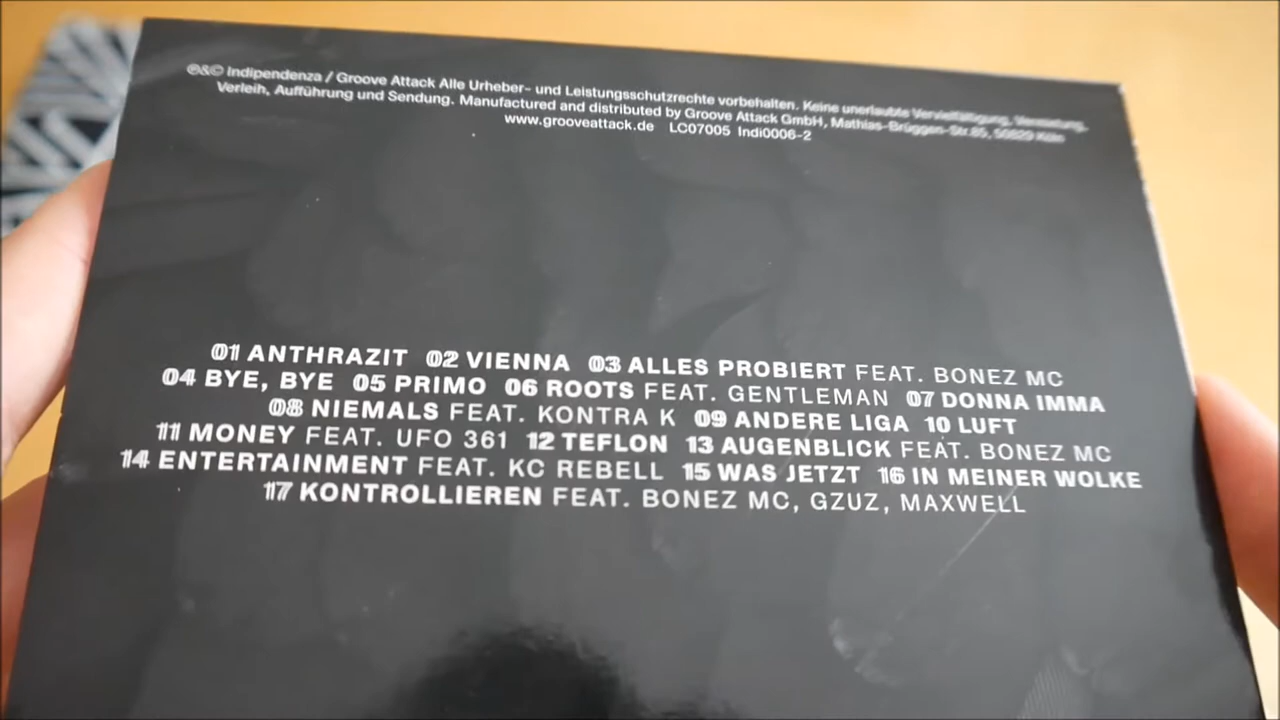 ℗&© Indipendenza / Groove Attack Alle Urheber- und Leistungsschutzrechte vorbehalten. Keine unerlaubte Vervielfältigung, Vermietung,
Verleih, Aufführung und Sendung. Manufactured and distributed by Groove Attack GmbH, Mathias-Brüggen-Str.85, 50829 Köln
www.grooveattack.de LC07005 Indi0006-2
01 ANTHRAZIT 02 VIENNA 03 ALLES PROBIERT FEAT. BONEZ MC
04 BYE, BYE 05 PRIMO 06 ROOTS FEAT. GENTLEMAN 07 DONNA IMMA
08 NIEMALS FEAT. KONTRA K 09 ANDERE LIGA 10 LUFT
11 MONEY FEAT. UFO 361 12 TEFLON 13 AUGENBLICK FEAT. BONEZ MC
14 ENTERTAINMENT FEAT. KC REBELL 15 WAS JETZT 16 IN MEINER WOLKE
17 KONTROLLIEREN FEAT. BONEZ MC, GZUZ, MAXWELL